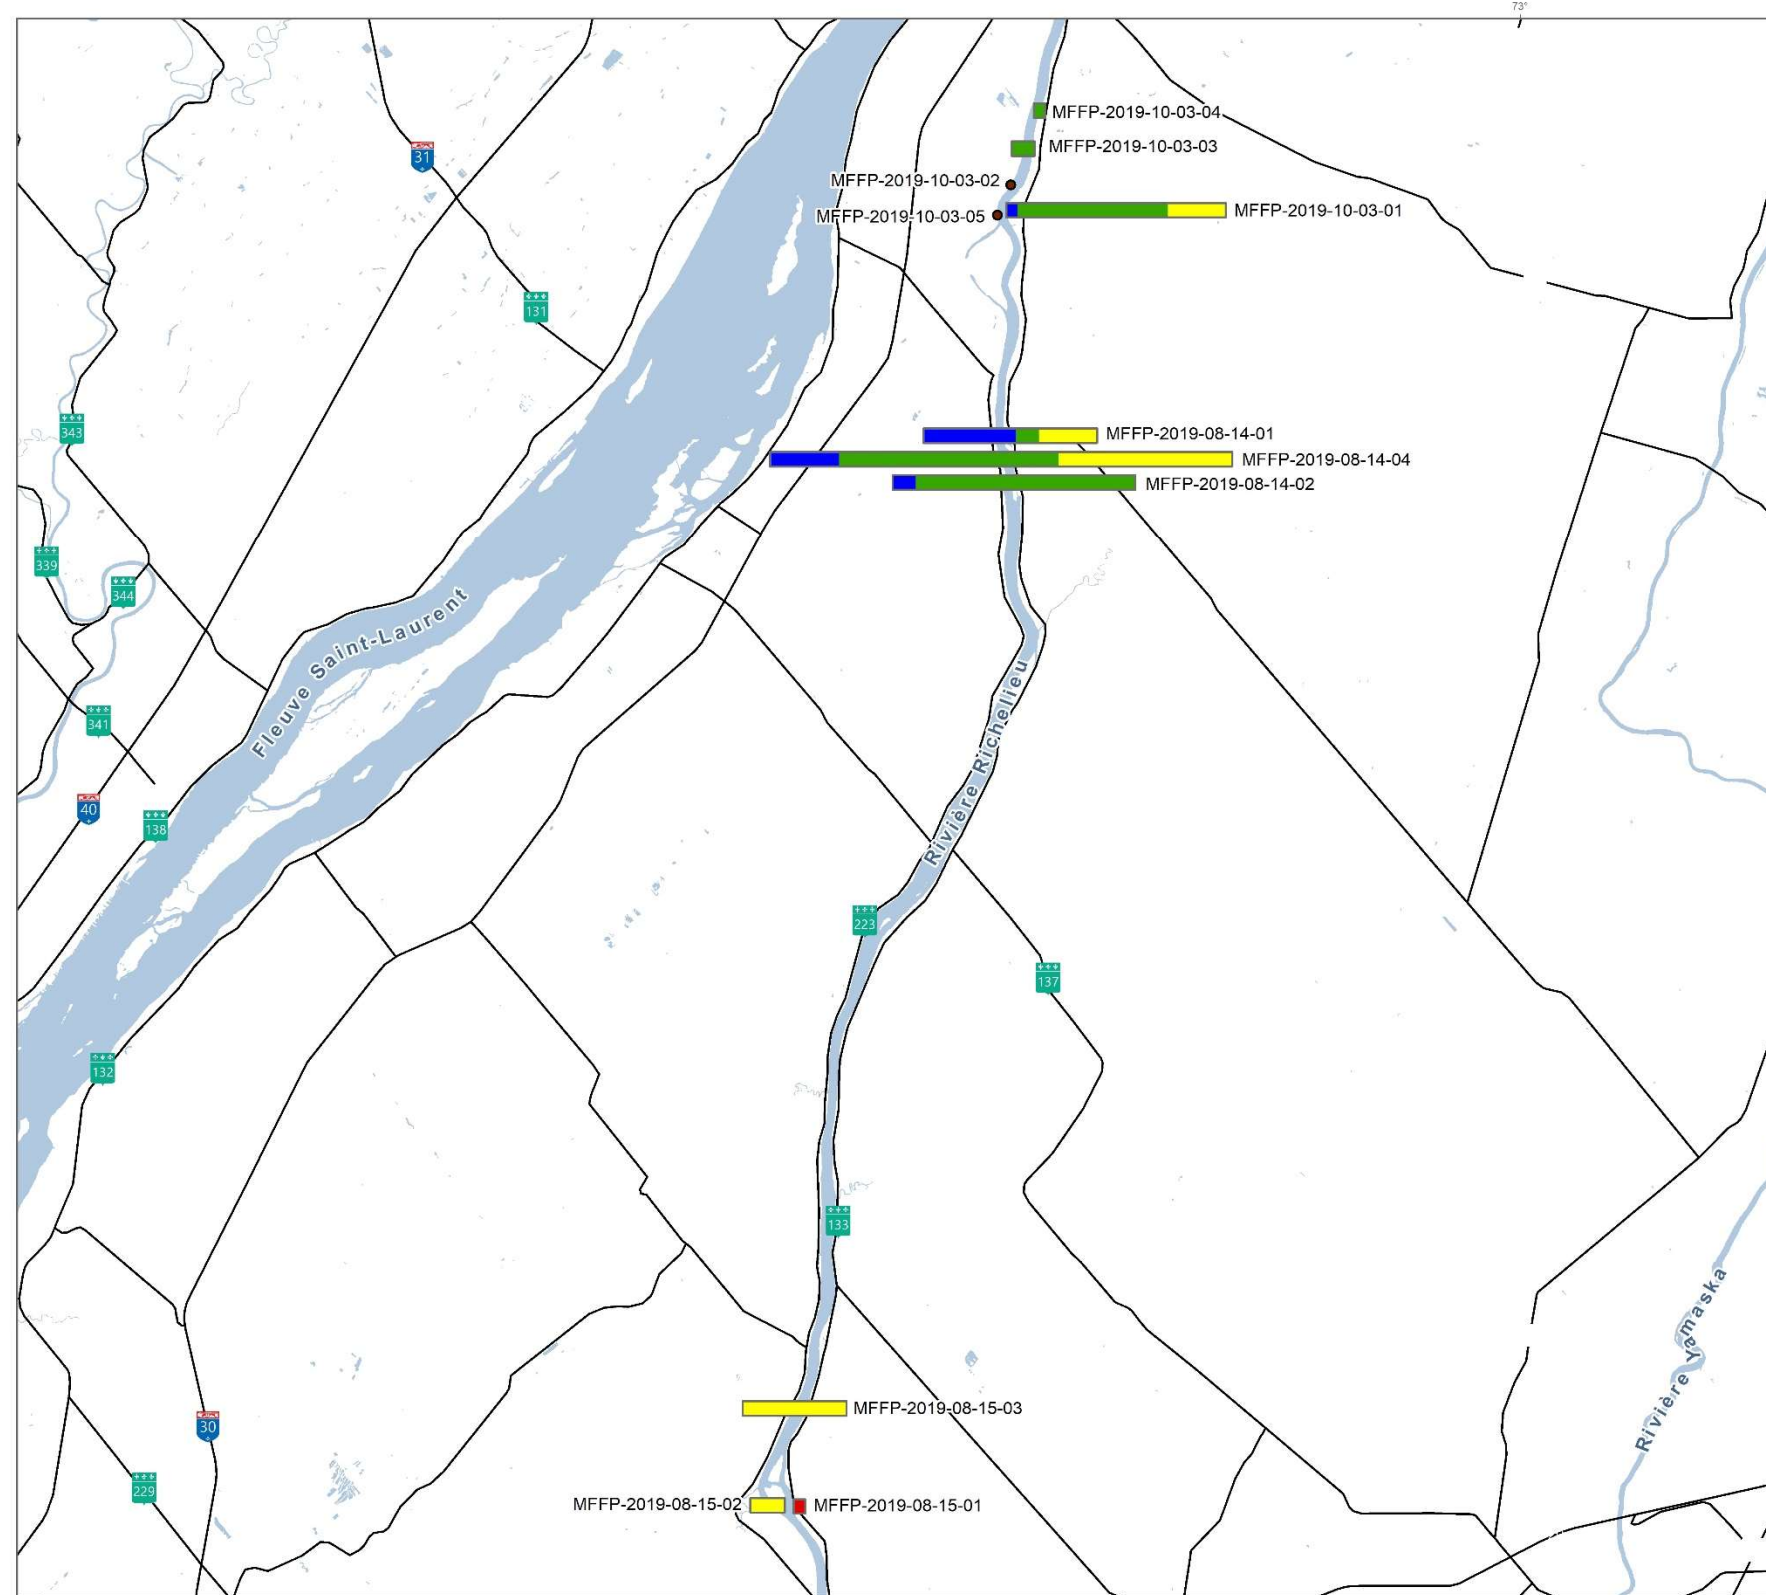 73°
MFFP-2019-10-03-04
31
MFFP-2019-10-03-03
MFFP-2019-10-03-02
MFFP-2019-10-03-05
MFFP-2019-10-03-01
131
343
MFFP-2019-08-14-01
MFFP-2019-08-14-04
MFFP-2019-08-14-02
339
344
Fleuve Saint-Laurent
341
Rivière Richelieu
40
138
223
137
132
133
Rivière Yamaska
MFFP-2019-08-15-03
30
229
MFFP-2019-08-15-02
MFFP-2019-08-15-01